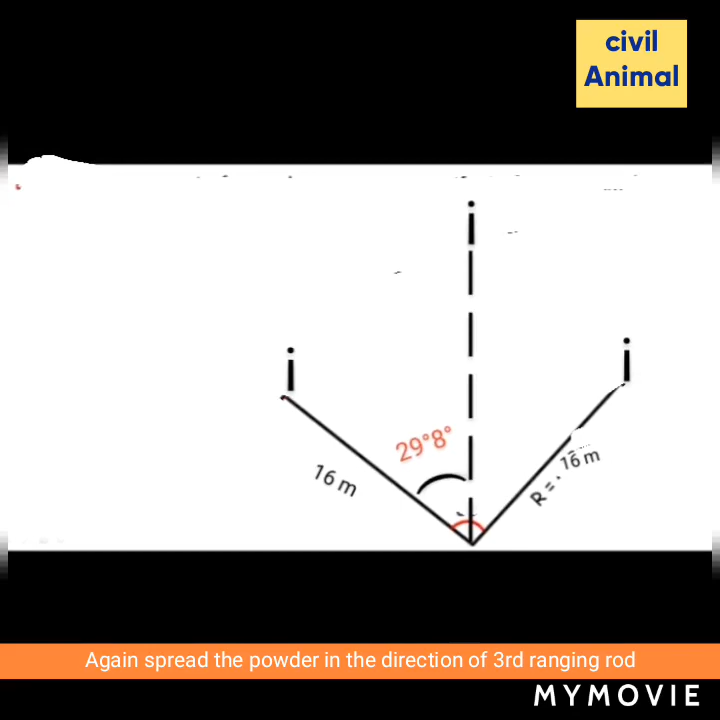 civil
Animal
29°8°
16 m
R = · 16 m
Again spread the powder in the direction of 3rd ranging rod
MYMOVIE